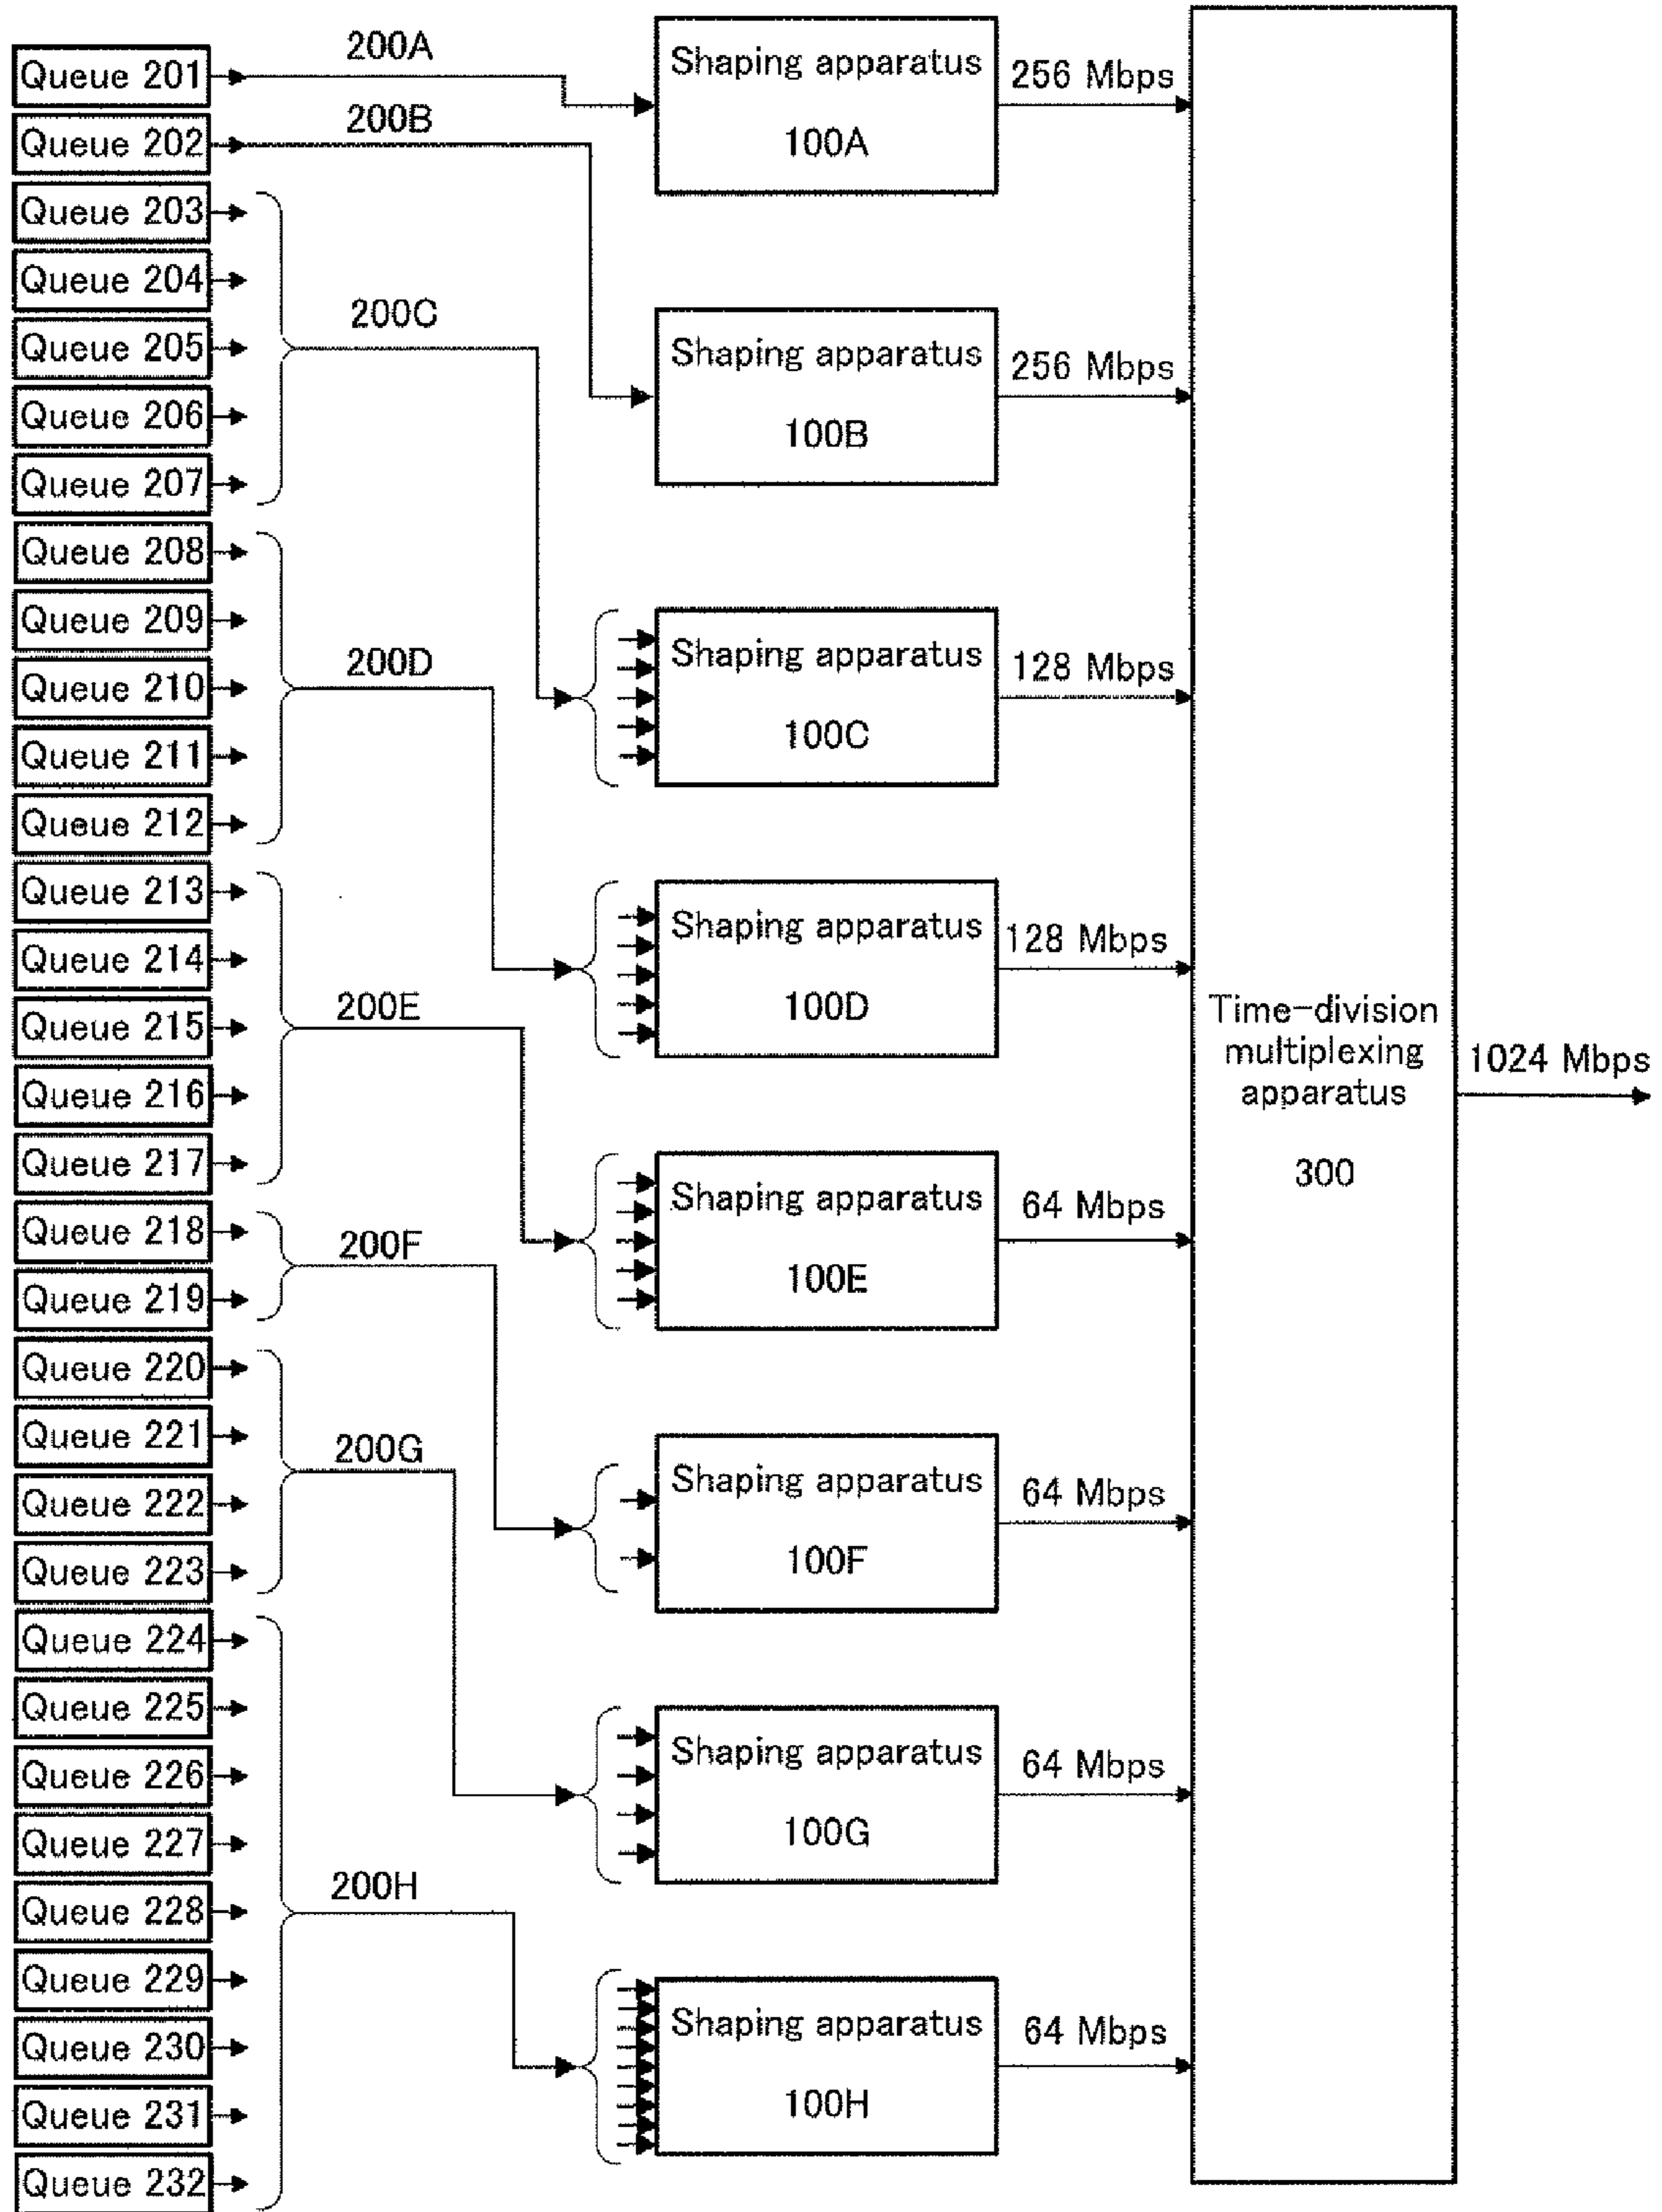 Queue 201
Queue 202
Queue 203
Queue 204
Queue 205
Queue 206
Queue 207
Queue 208
Queue 209
Queue 210
Queue 211
Queue 212
Queue 213
Queue 214
Queue 215
Queue 216
Queue 217
Queue 218
Queue 219
Queue 220
Queue 221
Queue 222
Queue 223
Queue 224
Queue 225
Queue 226
Queue 227
Queue 228
Queue 229
Queue 230
Queue 231
Queue 232
200A
200B
200C
200D
200E
200F
200G
200H
Shaping apparatus
100A
Shaping apparatus
100B
Shaping apparatus
100C
Shaping apparatus
100D
Shaping apparatus
100E
Shaping apparatus
100F
Shaping apparatus
100G
Shaping apparatus
100H
256 Mbps
256 Mbps
128 Mbps
128 Mbps
64 Mbps
64 Mbps
64 Mbps
64 Mbps
Time-division
multiplexing
apparatus
300
1024 Mbps